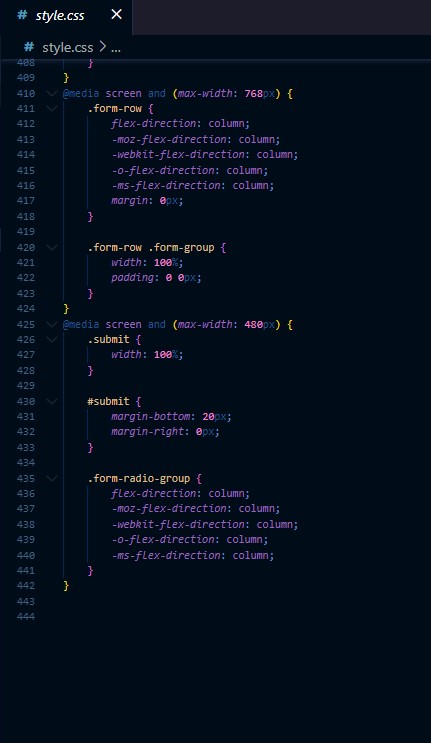 # style.css ×
# style.css > ...
408 }
409 }
410 @media screen and (max-width: 768px) {
411 .form-row {
412 flex-direction: column;
413 -moz-flex-direction: column;
414 -webkit-flex-direction: column;
415 -o-flex-direction: column;
416 -ms-flex-direction: column;
417 margin: 0px;
418 }
419
420 .form-row .form-group {
421 width: 100%;
422 padding: 0 0px;
423 }
424 }
425 @media screen and (max-width: 480px) {
426 .submit {
427 width: 100%;
428 }
429
430 #submit {
431 margin-bottom: 20px;
432 margin-right: 0px;
433 }
434
435 .form-radio-group {
436 flex-direction: column;
437 -moz-flex-direction: column;
438 -webkit-flex-direction: column;
439 -o-flex-direction: column;
440 -ms-flex-direction: column;
441 }
442 }
443
444